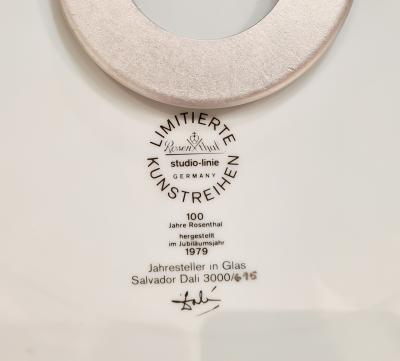 LIMITIERTE
Rosenthal
studio-linie
GERMANY
KUNSTREIHEN
100
Jahre Rosenthal
hergestellt
im Jubiläumsjahr
1979
Jahresteller in Glas
Salvador Dali 3000/695
Dalí